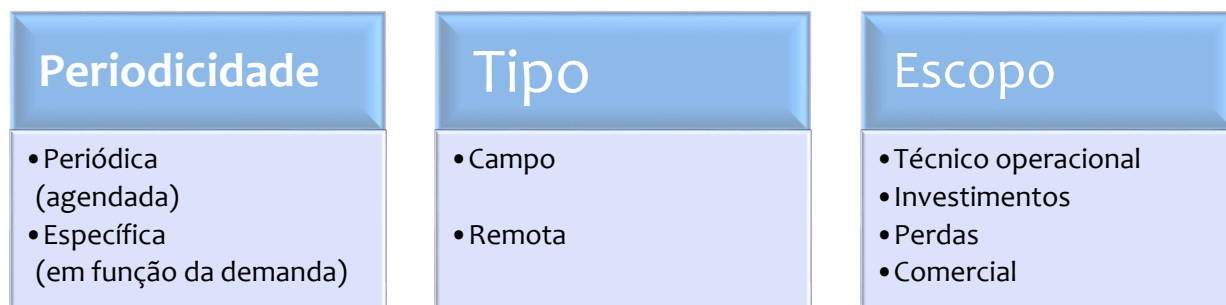 Periodicidade
•Periódica
(agendada)
•Específica
(em função da demanda)
Tipo
•Campo
•Remota
Escopo
•Técnico operacional
•Investimentos
•Perdas
•Comercial